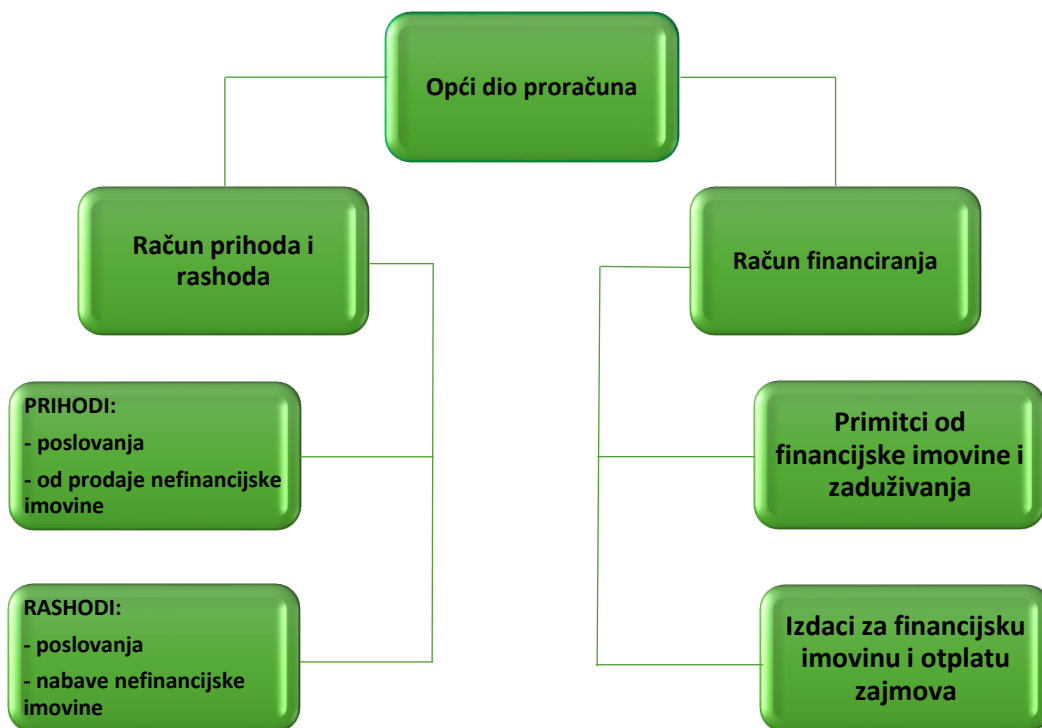 Opći dio proračuna
Račun prihoda i
rashoda
Račun financiranja
PRIHODI:
- poslovanja
- od prodaje nefinancijske
imovine
Primitci od
financijske imovine i
zaduživanja
RASHODI:
- poslovanja
- nabave nefinancijske
imovine
Izdaci za financijsku
imovinu i otplatu
zajmova